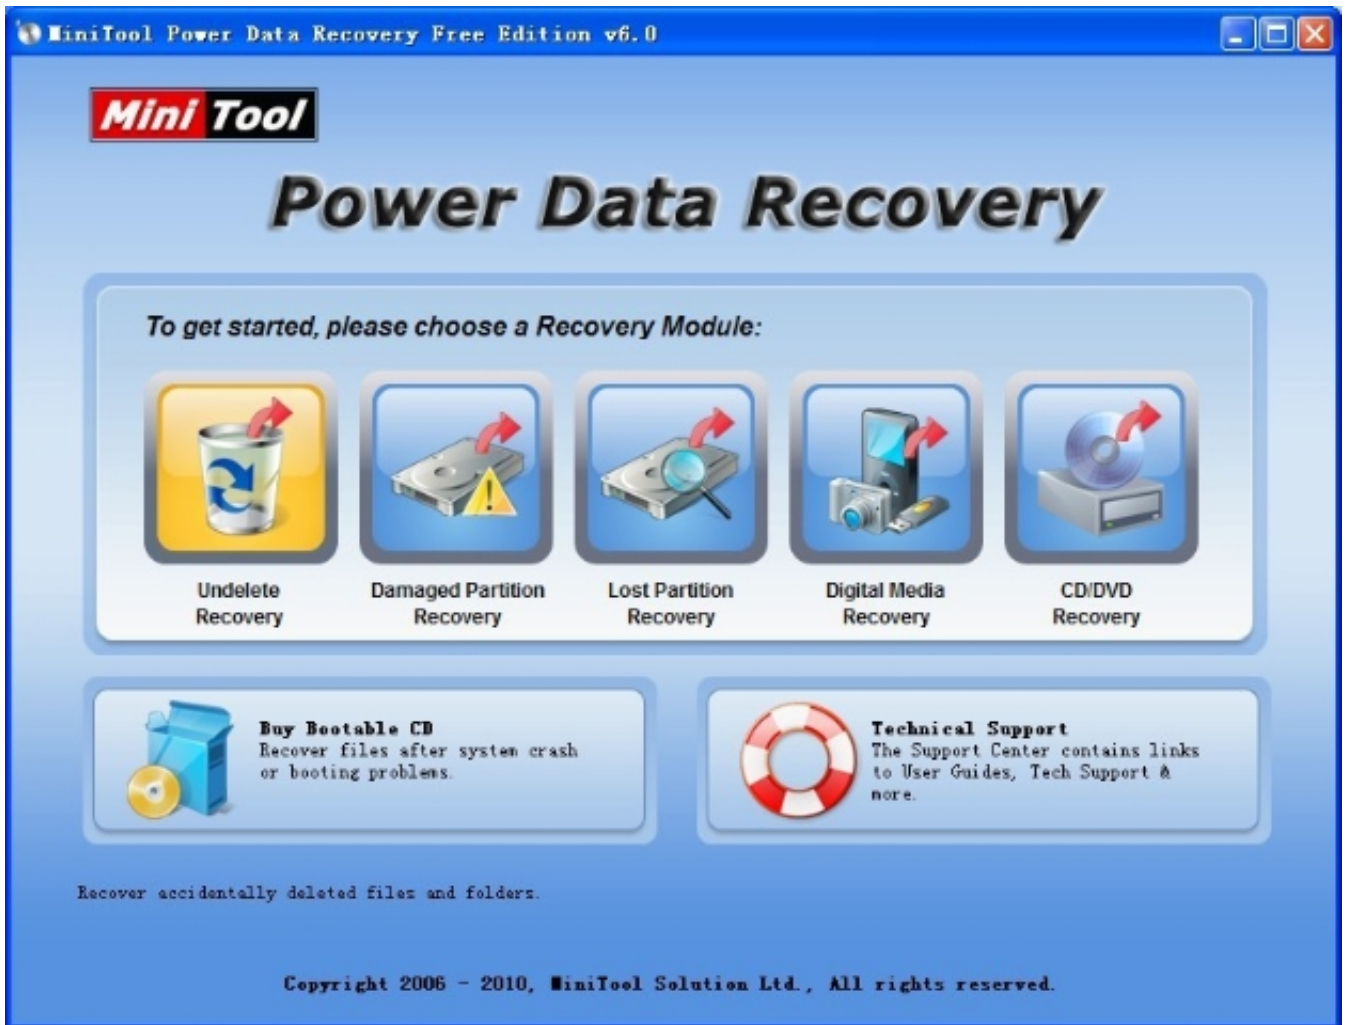 MiniTool Power Data Recovery Free Edition v6.0
Mini Tool
Power Data Recovery
To get started, please choose a Recovery Module:
Undelete
Recovery
Damaged Partition
Recovery
Lost Partition
Recovery
Digital Media
Recovery
CD/DVD
Recovery
Buy Bootable CD
Recover files after system crash
or booting problems.
Technical Support
The Support Center contains links
to User Guides, Tech Support &
more.
Recover accidentally deleted files and folders.
Copyright 2006 - 2010, MiniTool Solution Ltd., All rights reserved.